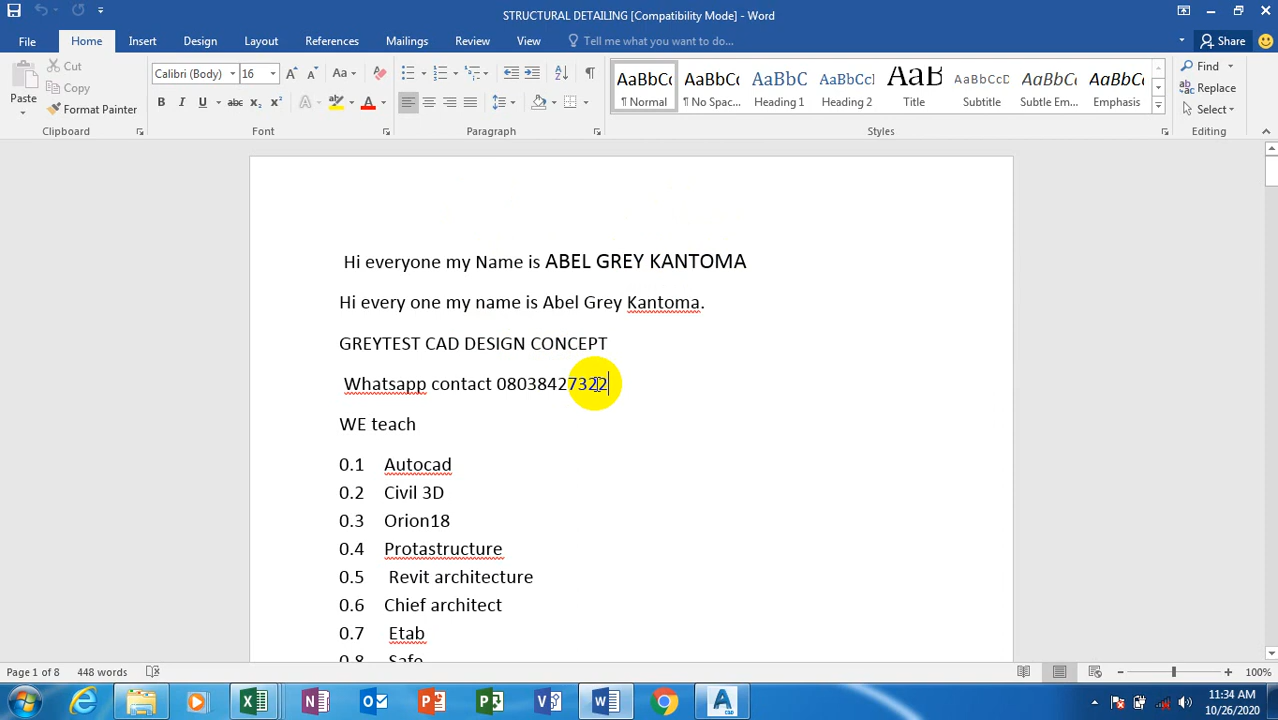 STRUCTURAL DETAILING [Compatibility Mode] - Word
File Home Insert Design Layout References Mailings Review View Tell me what you want to do... Share
Paste
Cut
Copy
Format Painter
Calibri (Body) 16
AaBbCc AaBbCc AaBbC AaBbCcI AaB AaBbCcD AaBbCc AaBbCc
¶ Normal ¶ No Spac... Heading 1 Heading 2 Title Subtitle Subtle Em... Emphasis
Find
Replace
Select
Clipboard Font Paragraph Styles Editing
Hi everyone my Name is ABEL GREY KANTOMA
Hi every one my name is Abel Grey Kantoma.
GREYTEST CAD DESIGN CONCEPT
Whatsapp contact 08038427322
WE teach
0.1 Autocad
0.2 Civil 3D
0.3 Orion18
0.4 Protastructure
0.5 Revit architecture
0.6 Chief architect
0.7 Etab
0.8 Safe
Page 1 of 8 448 words 100%
11:34 AM
10/26/2020